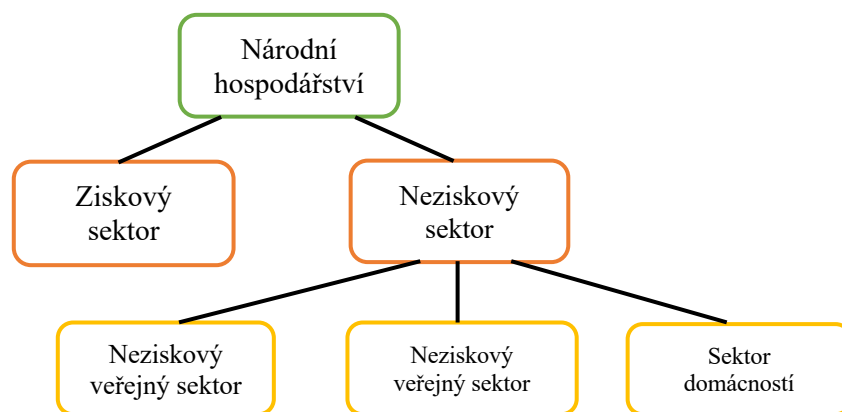 Národní
hospodářství
Ziskový
sektor
Neziskový
sektor
Neziskový
veřejný sektor
Neziskový
veřejný sektor
Sektor
domácností